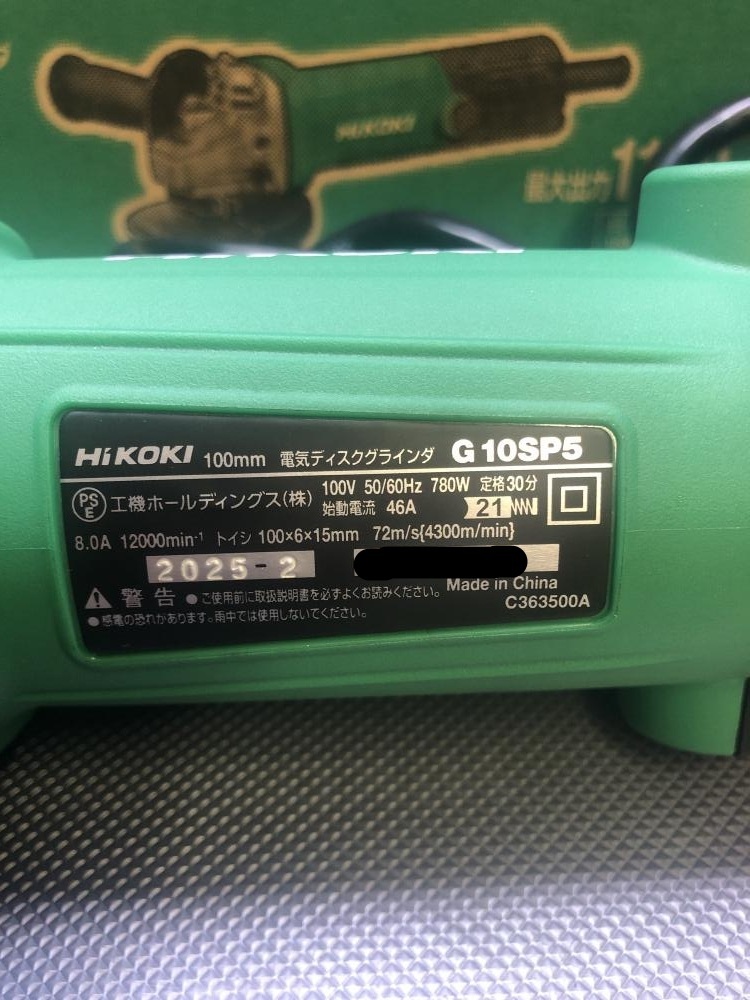 HiKOKI
最大出力
HiKOKI 100mm 電気ディスクグラインダ G10SP5
PS E 工機ホールディングス(株) 100V 50/60Hz 780W 定格30分
始動電流 46A 21
8.0A 12000min-1 トイシ 100×6×15mm 72m/s{4300m/min}
2025-2
Made in China
警告 ●ご使用前に取扱説明書を必ずよくお読みください。
C363500A
●感電の恐れがあります。雨中では使用しないでください。